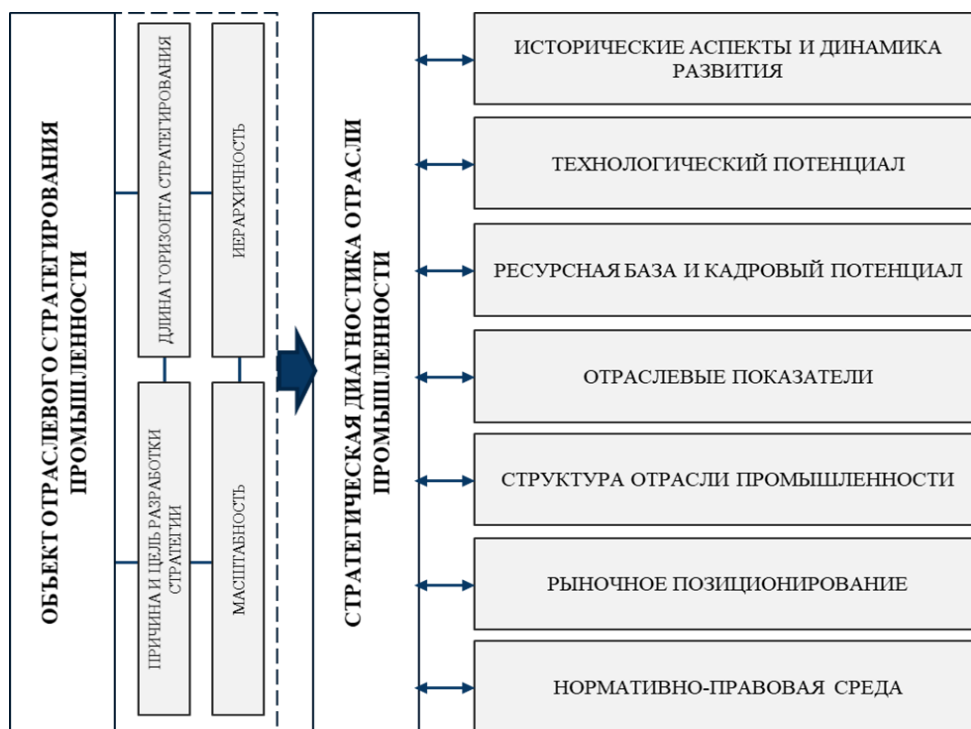 ОБЪЕКТ ОТРАСЛЕВОГО СТРАТЕГИРОВАНИЯ
ПРОМЫШЛЕННОСТИ
ДЛИНА ГОРИЗОНТА СТРАТЕГИРОВАНИЯ
ИЕРАРХИЧНОСТЬ
ПРИЧИНА И ЦЕЛЬ РАЗРАБОТКИ
СТРАТЕГИИ
МАСШТАБНОСТЬ
СТРАТЕГИЧЕСКАЯ ДИАГНОСТИКА ОТРАСЛИ
ПРОМЫШЛЕННОСТИ
ИСТОРИЧЕСКИЕ АСПЕКТЫ И ДИНАМИКА
РАЗВИТИЯ
ТЕХНОЛОГИЧЕСКИЙ ПОТЕНЦИАЛ
РЕСУРСНАЯ БАЗА И КАДРОВЫЙ ПОТЕНЦИАЛ
ОТРАСЛЕВЫЕ ПОКАЗАТЕЛИ
СТРУКТУРА ОТРАСЛИ ПРОМЫШЛЕННОСТИ
РЫНОЧНОЕ ПОЗИЦИОНИРОВАНИЕ
НОРМАТИВНО-ПРАВОВАЯ СРЕДА